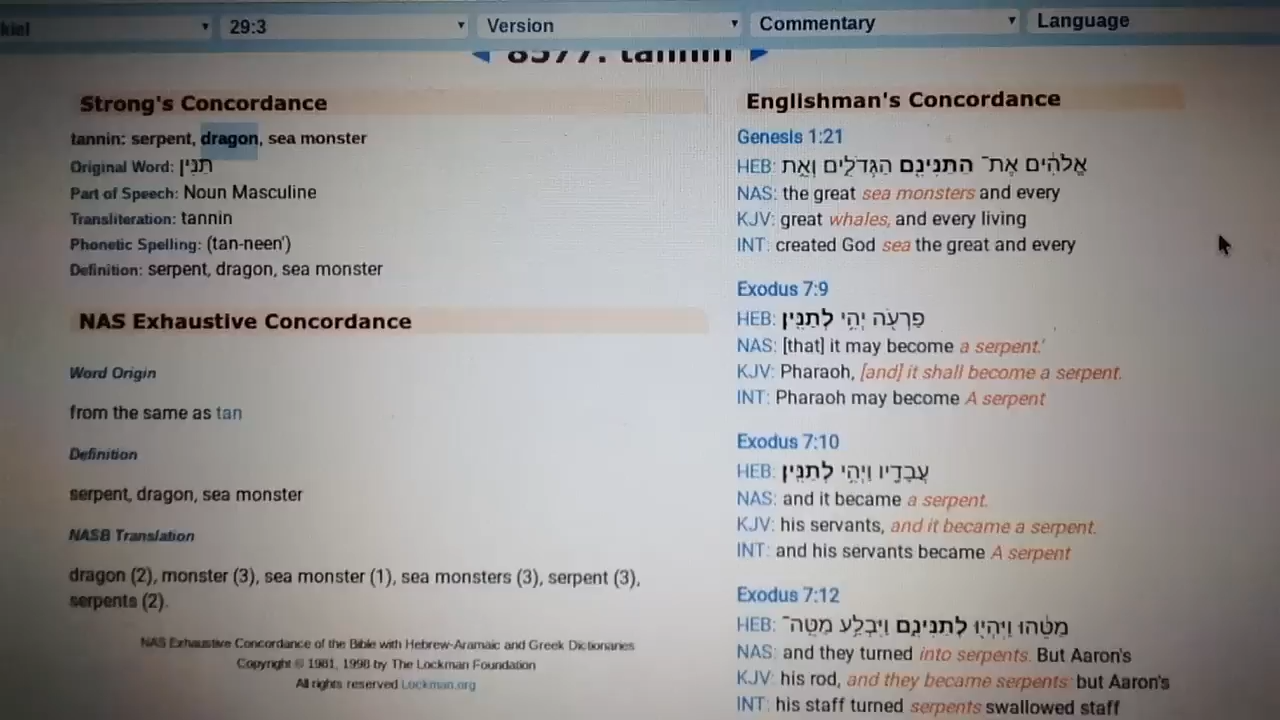 kiel 29:3 Version Commentary Language
8577. tannin
Strong's Concordance
tannin: serpent, dragon, sea monster
Original Word: תַּנִּין
Part of Speech: Noun Masculine
Transliteration: tannin
Phonetic Spelling: (tan-neen')
Definition: serpent, dragon, sea monster
NAS Exhaustive Concordance
Word Origin
from the same as tan
Definition
serpent, dragon, sea monster
NASB Translation
dragon (2), monster (3), sea monster (1), sea monsters (3), serpent (3),
serpents (2).
NAS Exhaustive Concordance of the Bible with Hebrew-Aramaic and Greek Dictionaries
Copyright © 1981, 1998 by The Lockman Foundation
All rights reserved Lockman.org
Englishman's Concordance
Genesis 1:21
HEB: אֱלֹהִ֔ים אֶת־ הַתַּנִּינִ֖ם הַגְּדֹלִ֑ים וְאֵ֣ת
NAS: the great sea monsters and every
KJV: great whales, and every living
INT: created God sea the great and every
Exodus 7:9
HEB: פַרְעֹ֖ה יְהִ֥י לְתַנִּֽין
NAS: [that] it may become a serpent.'
KJV: Pharaoh, [and] it shall become a serpent.
INT: Pharaoh may become A serpent
Exodus 7:10
HEB: עֲבָדָ֖יו וַיְהִ֥י לְתַנִּֽין
NAS: and it became a serpent.
KJV: his servants, and it became a serpent.
INT: and his servants became A serpent
Exodus 7:12
HEB: מַטֵּ֔הוּ וַיִּהְי֖וּ לְתַנִּינִ֑ם וַיִּבְלַ֥ע מַטֵּֽה־
NAS: and they turned into serpents. But Aaron's
KJV: his rod, and they became serpents: but Aaron's
INT: his staff turned serpents swallowed staff